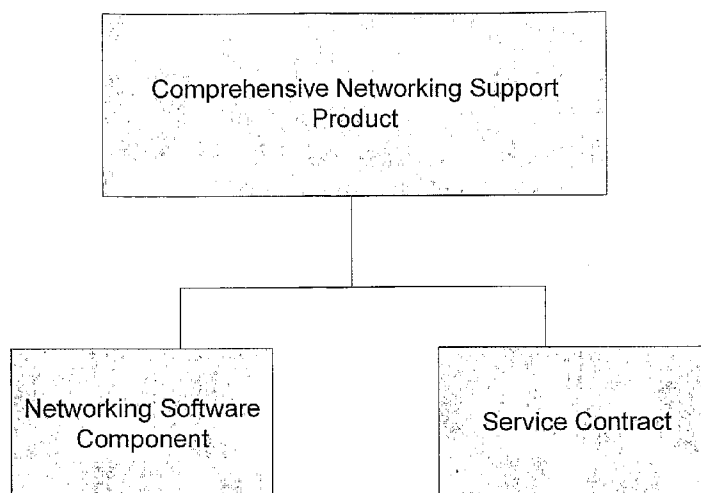 Comprehensive Networking Support
Product
Networking Software
Component
Service Contract